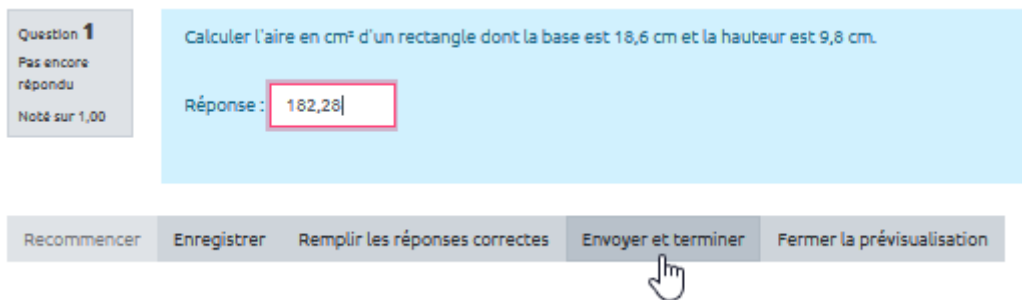 Question 1
Pas encore
répondu
Noté sur 1,00
Calculer l'aire en cm² d'un rectangle dont la base est 18,6 cm et la hauteur est 9,8 cm.
Réponse : 182,28
Recommencer Enregistrer Remplir les réponses correctes Envoyer et terminer Fermer la prévisualisation